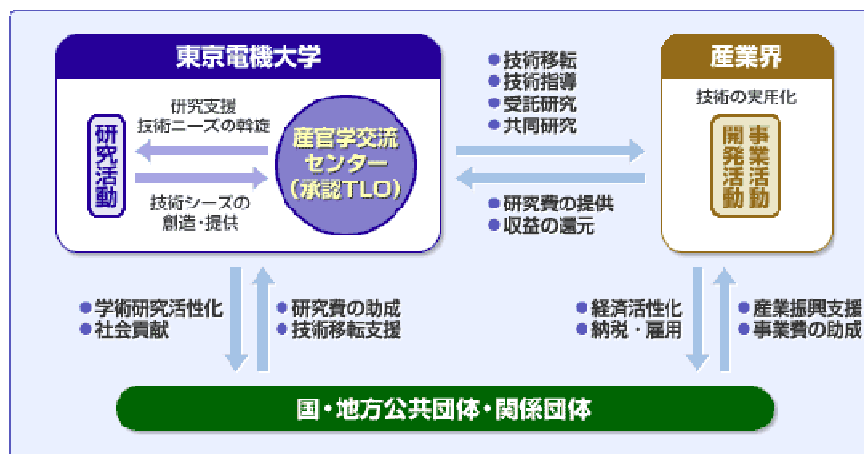 東京電機大学
研究支援
技術ニーズの斡旋
研究活動
産官学交流
センター
(承認TLO)
技術シーズの
創造・提供
●技術移転
●技術指導
●受託研究
●共同研究
●研究費の提供
●収益の還元
産業界
技術の実用化
事業活動
開発活動
●学術研究活性化
●社会貢献
●研究費の助成
●技術移転支援
●経済活性化
●納税・雇用
●産業振興支援
●事業費の助成
国・地方公共団体・関係団体